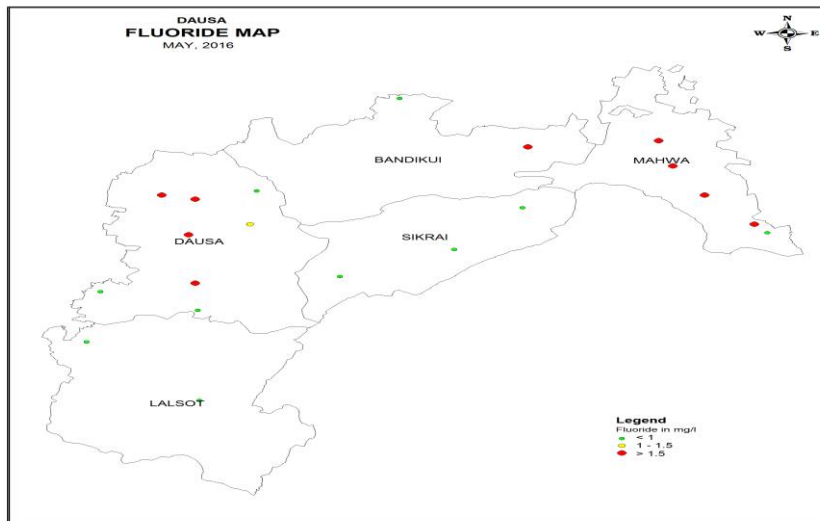 DAUSA
FLUORIDE MAP
MAY, 2016
N
W E
S
BANDIKUI
MAHWA
DAUSA
SIKRAI
LALSOT
Legend
Fluoride in mg/l
< 1
1 - 1.5
> 1.5